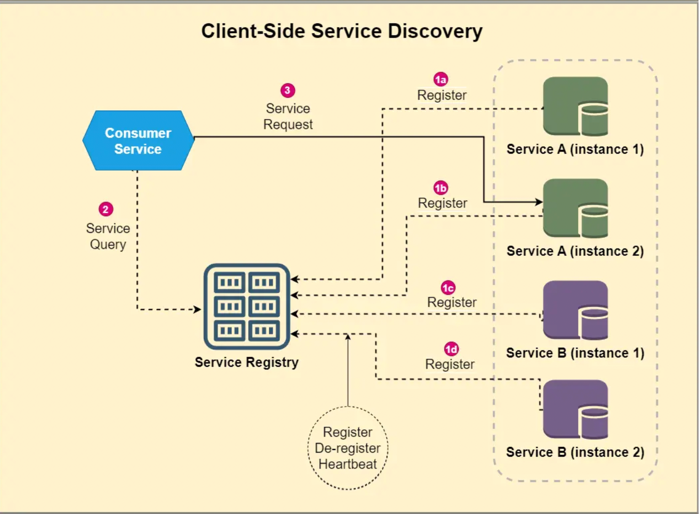 Client-Side Service Discovery
1a
Register
3
Service
Request
Consumer
Service
Service A (instance 1)
1b
Register
2
Service
Query
Service A (instance 2)
1c
Register
Service Registry
Service B (instance 1)
1d
Register
Register
De-register
Heartbeat
Service B (instance 2)